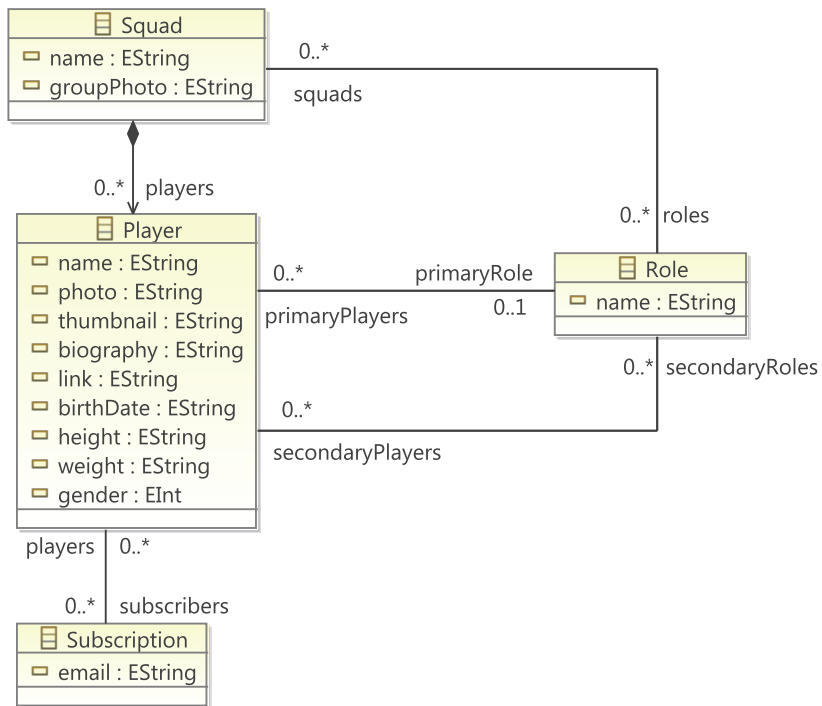 Squad
name : EString
groupPhoto : EString
0..*
squads
0..* players
0..* roles
Player
name : EString
photo : EString
thumbnail : EString
biography : EString
link : EString
birthDate : EString
height : EString
weight : EString
gender : EInt
0..* primaryRole
primaryPlayers 0..1
Role
name : EString
0..* secondaryRoles
0..*
secondaryPlayers
players 0..*
0..* subscribers
Subscription
email : EString